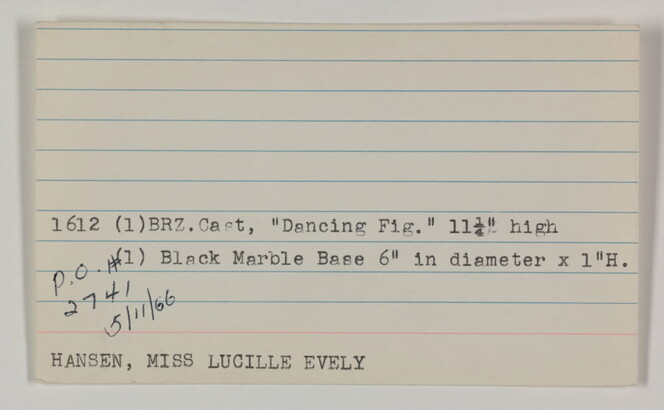 1612 (1)BRZ.Cast, "Dancing Fig." 11¼" high
(1) Black Marble Base 6" in diameter x 1"H.
P.O.#
2741
5/11/66
HANSEN, MISS LUCILLE EVELY